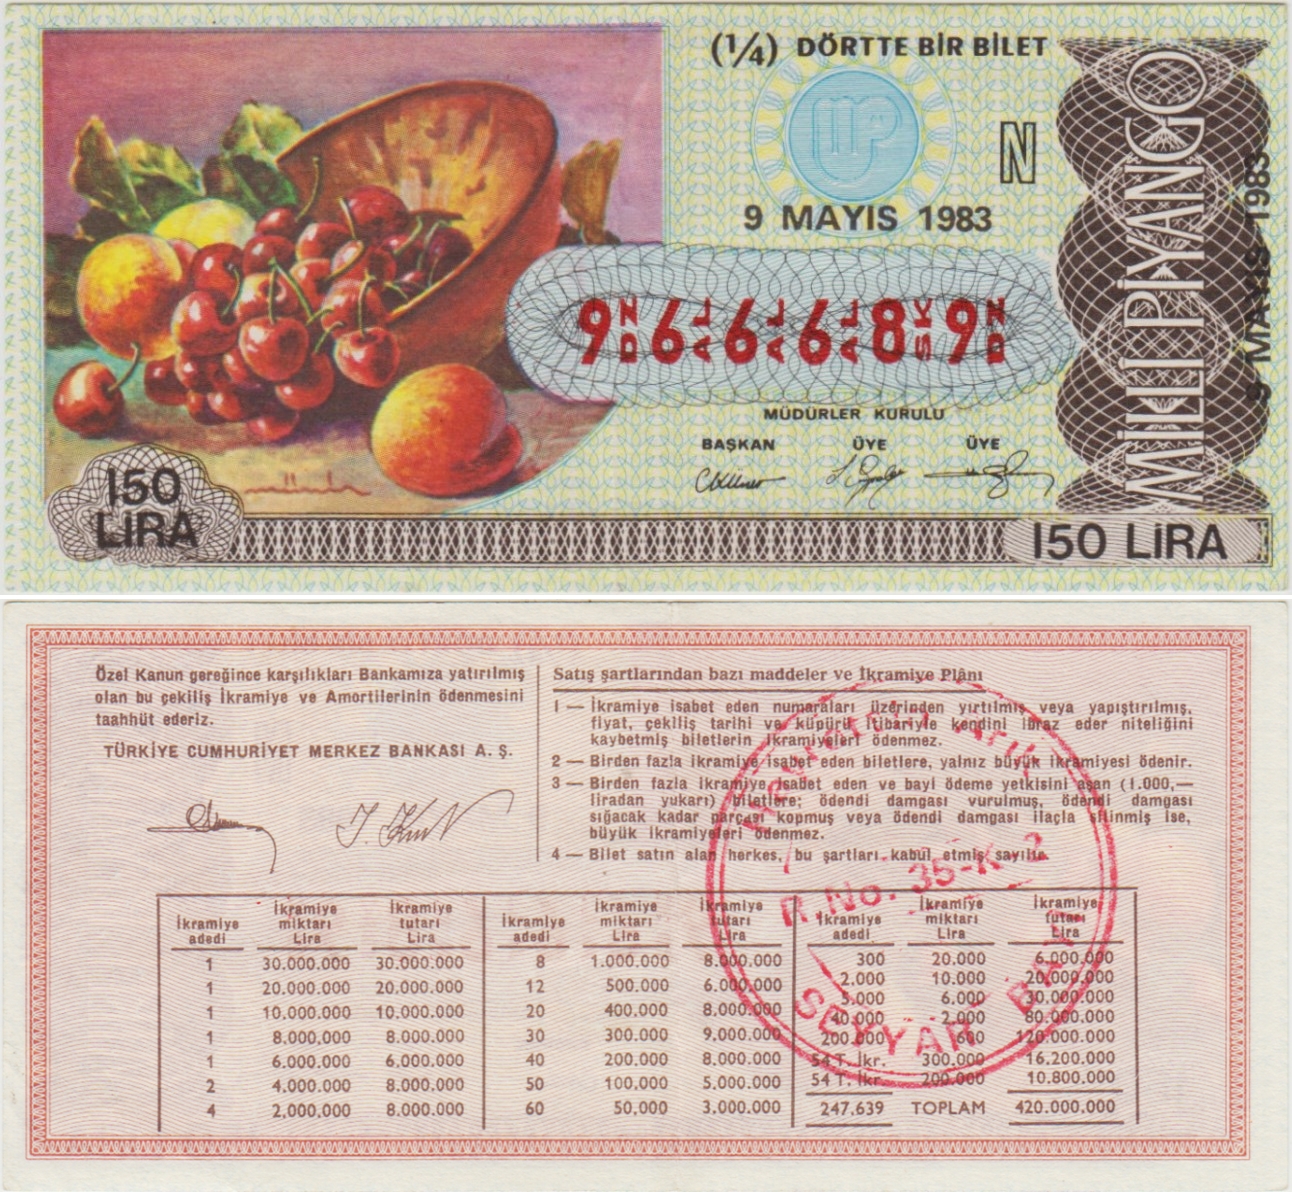 (1/4) DÖRTTE BİR BİLET
N
9 MAYIS 1983
9 DN 6 AL 6 AL 6 AL 8 SK 9 DN
MÜDÜRLER KURULU
BAŞKAN ÜYE ÜYE
150
LİRA
150 LİRA
MİLLİ PİYANGO
9 MAYIS 1983
Özel Kanun gereğince karşılıkları Bankamıza yatırılmış
olan bu çekiliş İkramiye ve Amortilerinin ödenmesini
taahhüt ederiz.
TÜRKİYE CUMHURİYET MERKEZ BANKASI A. Ş.
Satış şartlarından bazı maddeler ve İkramiye Plânı
1 — İkramiye isabet eden numaraları üzerinden yırtılmış veya yapıştırılmış,
fiyat, çekiliş tarihi ve küpürü itibariyle kendini ibraz eder niteliğini
kaybetmiş biletlerin ikramiyeleri ödenmez.
2 — Birden fazla ikramiye isabet eden biletlere, yalnız büyük ikramiyesi ödenir.
3 — Birden fazla ikramiye isabet eden ve bayi ödeme yetkisini aşan (1.000,—
liradan yukarı) biletlere; ödendi damgası vurulmuş, ödendi damgası
sığacak kadar parçası kopmuş veya ödendi damgası ilaçla silinmiş ise,
büyük ikramiyeleri ödenmez.
4 — Bilet satın alan herkes, bu şartları kabul etmiş sayılır.
R.No. 35-K-2
SEYYAR BAYİ
İkramiye adedi İkramiye miktarı Lira İkramiye tutarı Lira
1 30.000.000 30.000.000
1 20.000.000 20.000.000
1 10.000.000 10.000.000
1 8.000,000 8.000.000
1 6.000.000 6.000.000
2 4.000.000 8.000.000
4 2.000,000 8.000.000
İkramiye adedi İkramiye miktarı Lira İkramiye tutarı Lira
8 1.000.000 8.000.000
12 500.000 6.000.000
20 400.000 8.000.000
30 300.000 9.000.000
40 200.000 8.000.000
50 100,000 5.000.000
60 50,000 3.000.000
İkramiye adedi İkramiye miktarı Lira İkramiye tutarı Lira
300 20.000 6.000.000
2.000 10.000 20.000.000
5.000 6.000 30.000.000
40.000 2.000 80.000.000
200.000 600 120.000.000
54 T. İkr. 300.000 16.200.000
54 T. İkr. 200.000 10.800.000
247.639 TOPLAM 420.000.000